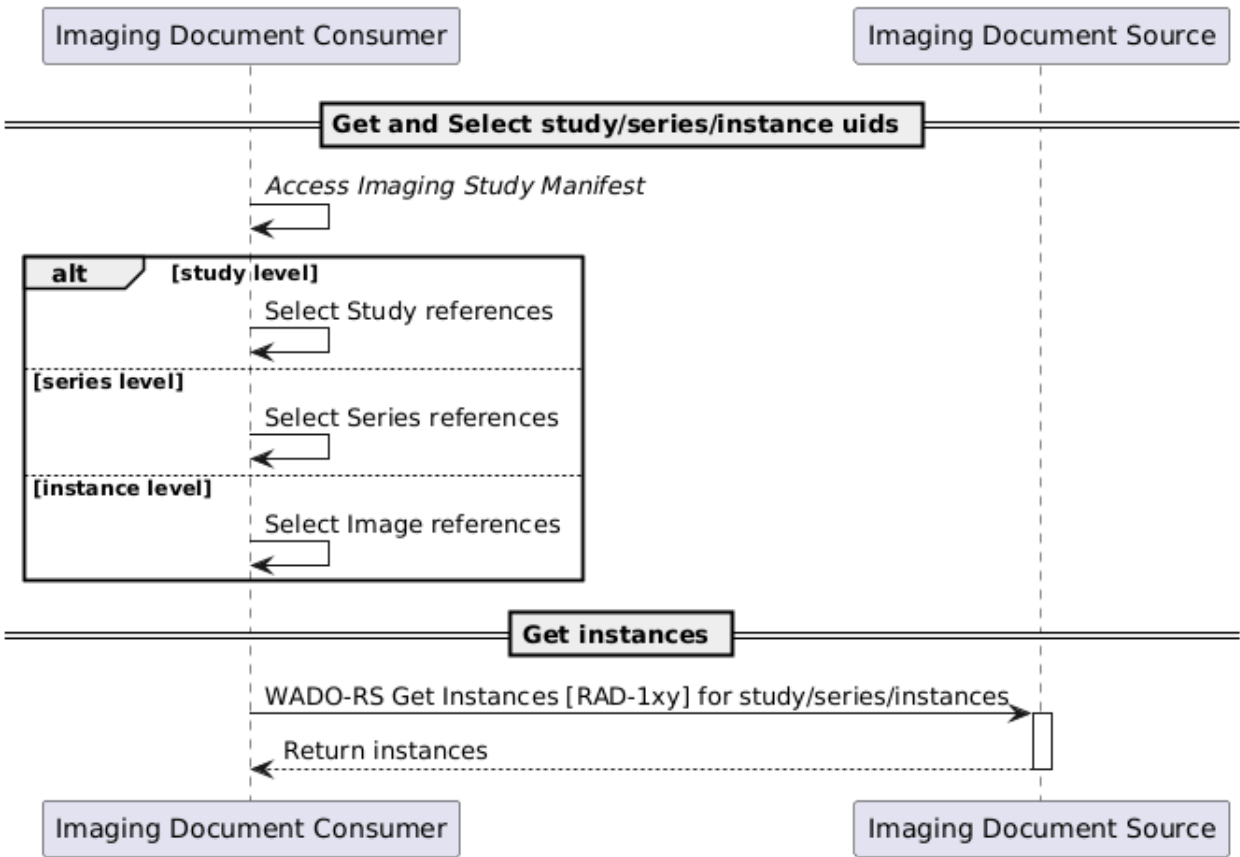 Imaging Document Consumer
Imaging Document Source
Get and Select study/series/instance uids
Access Imaging Study Manifest
alt
[study level]
Select Study references
[series level]
Select Series references
[instance level]
Select Image references
Get instances
WADO-RS Get Instances [RAD-1xy] for study/series/instances
Return instances
Imaging Document Consumer
Imaging Document Source